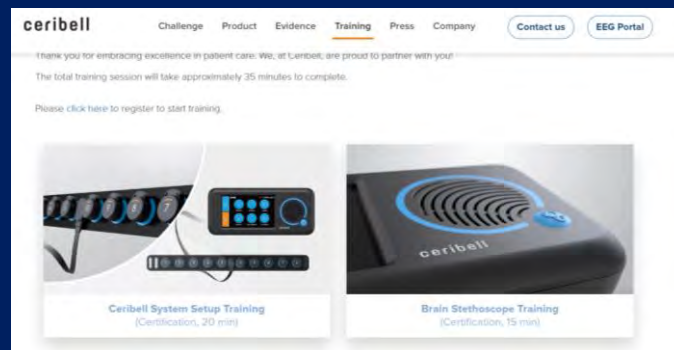 ceribell
Challenge Product Evidence Training Press Company Contact us EEG Portal
Thank you for embracing excellence in patient care. We, at Ceribell, are proud to partner with you!
The total training session will take approximately 35 minutes to complete.
Please click here to register to start training.
ceribell
Ceribell System Setup Training
(Certification, 20 min)
Brain Stethoscope Training
(Certification, 15 min)